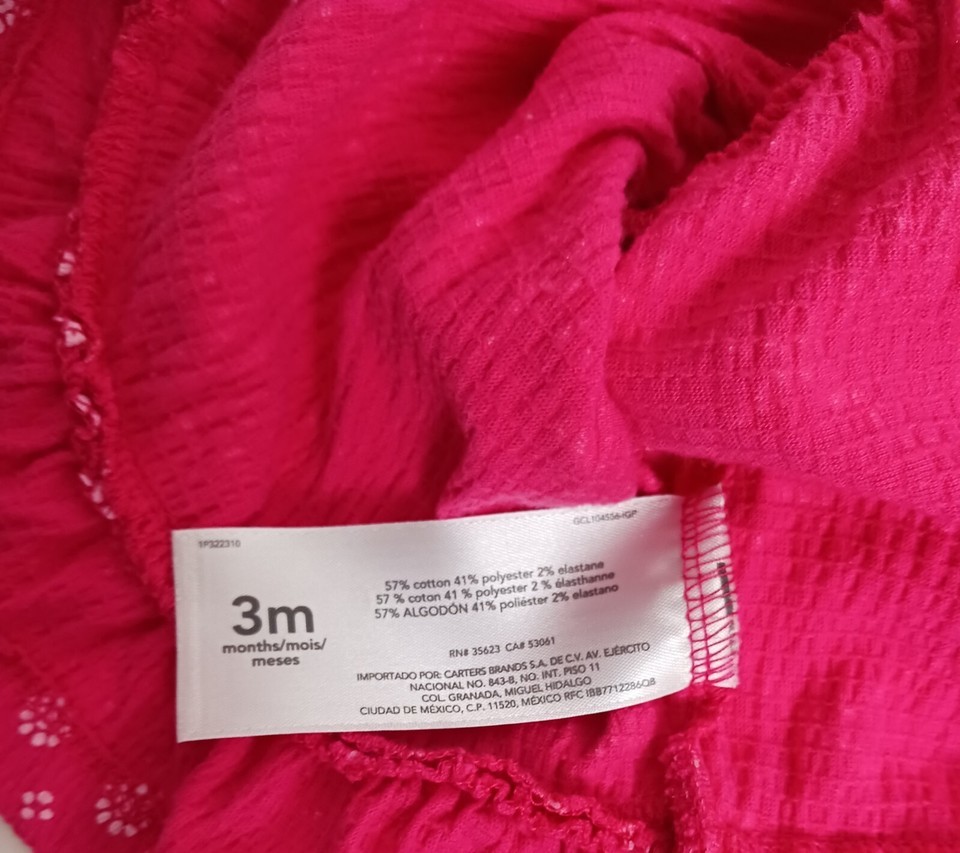 1P322310
GCL104556-IGP
3m
months/mois/
meses
57% cotton 41% polyester 2% elastane
57 % coton 41 % polyester 2 % élasthanne
57% ALGODÓN 41% poliéster 2% elastano
RN# 35623 CA# 53061
IMPORTADO POR: CARTERS BRANDS S.A. DE C.V. AV. EJÉRCITO
NACIONAL NO. 843-B, NO. INT. PISO 11
COL. GRANADA, MIGUEL HIDALGO
CIUDAD DE MÉXICO, C.P. 11520, MÉXICO RFC IBB7712286Q8